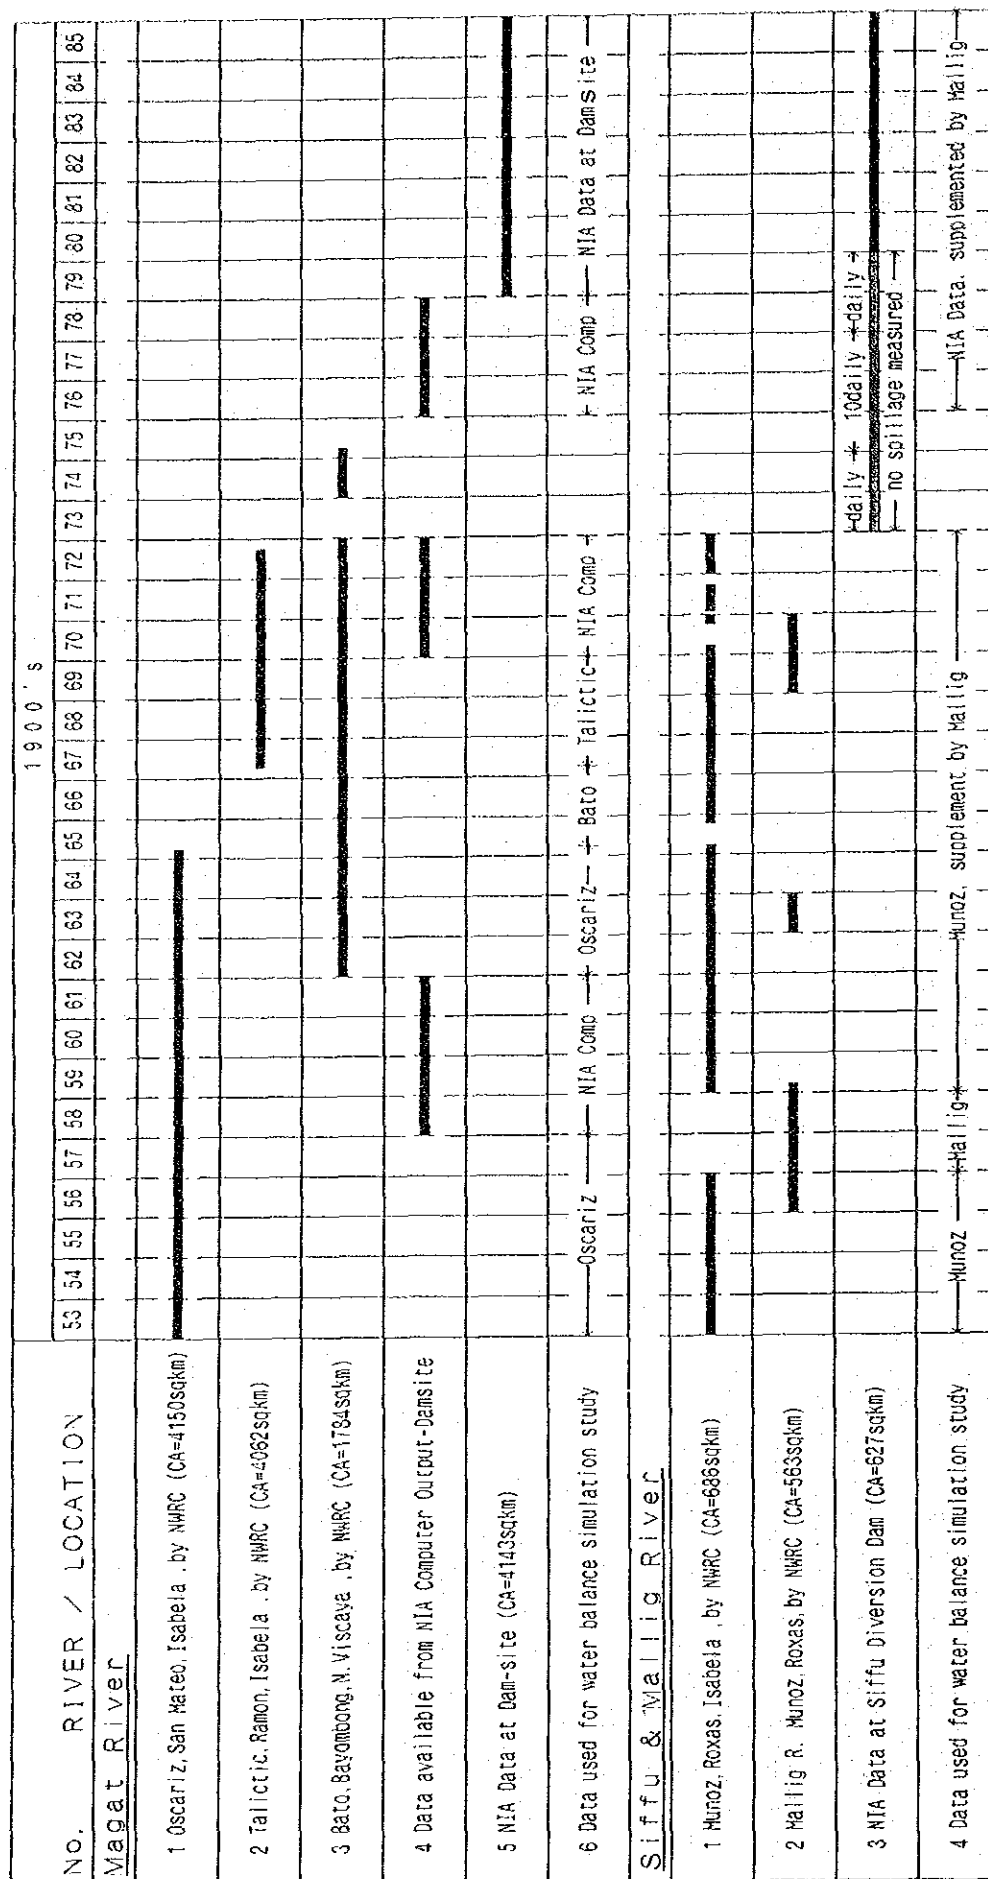 1900's
No. RIVER / LOCATION 53 54 55 56 57 58 59 60 61 62 63 64 65 66 67 68 69 70 71 72 73 74 75 76 77 78 79 80 81 82 83 84 85
Magat River
1 Oscariz, San Mateo, Isabela , by NWRC (CA=4150sqkm)
2 Talictic, Ramon, Isabela , by NWRC (CA=4062sqkm)
3 Bato, Bayombong, N. Viscaya , by NWRC (CA=1784sqkm)
4 Data available from NIA Computer Output-Damsite
5 NIA Data at Dam-site (CA=4143sqkm)
6 Data used for water balance simulation study Oscariz NIA Comp Oscariz Bato Talictic NIA Comp NIA Comp NIA Data at Damsite
Siffu & Mallig River
1 Munoz, Roxas, Isabela , by NWRC (CA=686sqkm)
2 Mallig R. Munoz, Roxas, by NWRC (CA=563sqkm)
daily 10daily daily
3 NIA Data at Siffu Diversion Dam (CA=627sqkm)
no spillage measured
4 Data used for water balance simulation study Munoz Mallig Munoz, supplement by Mallig NIA Data, supplemented by Mallig